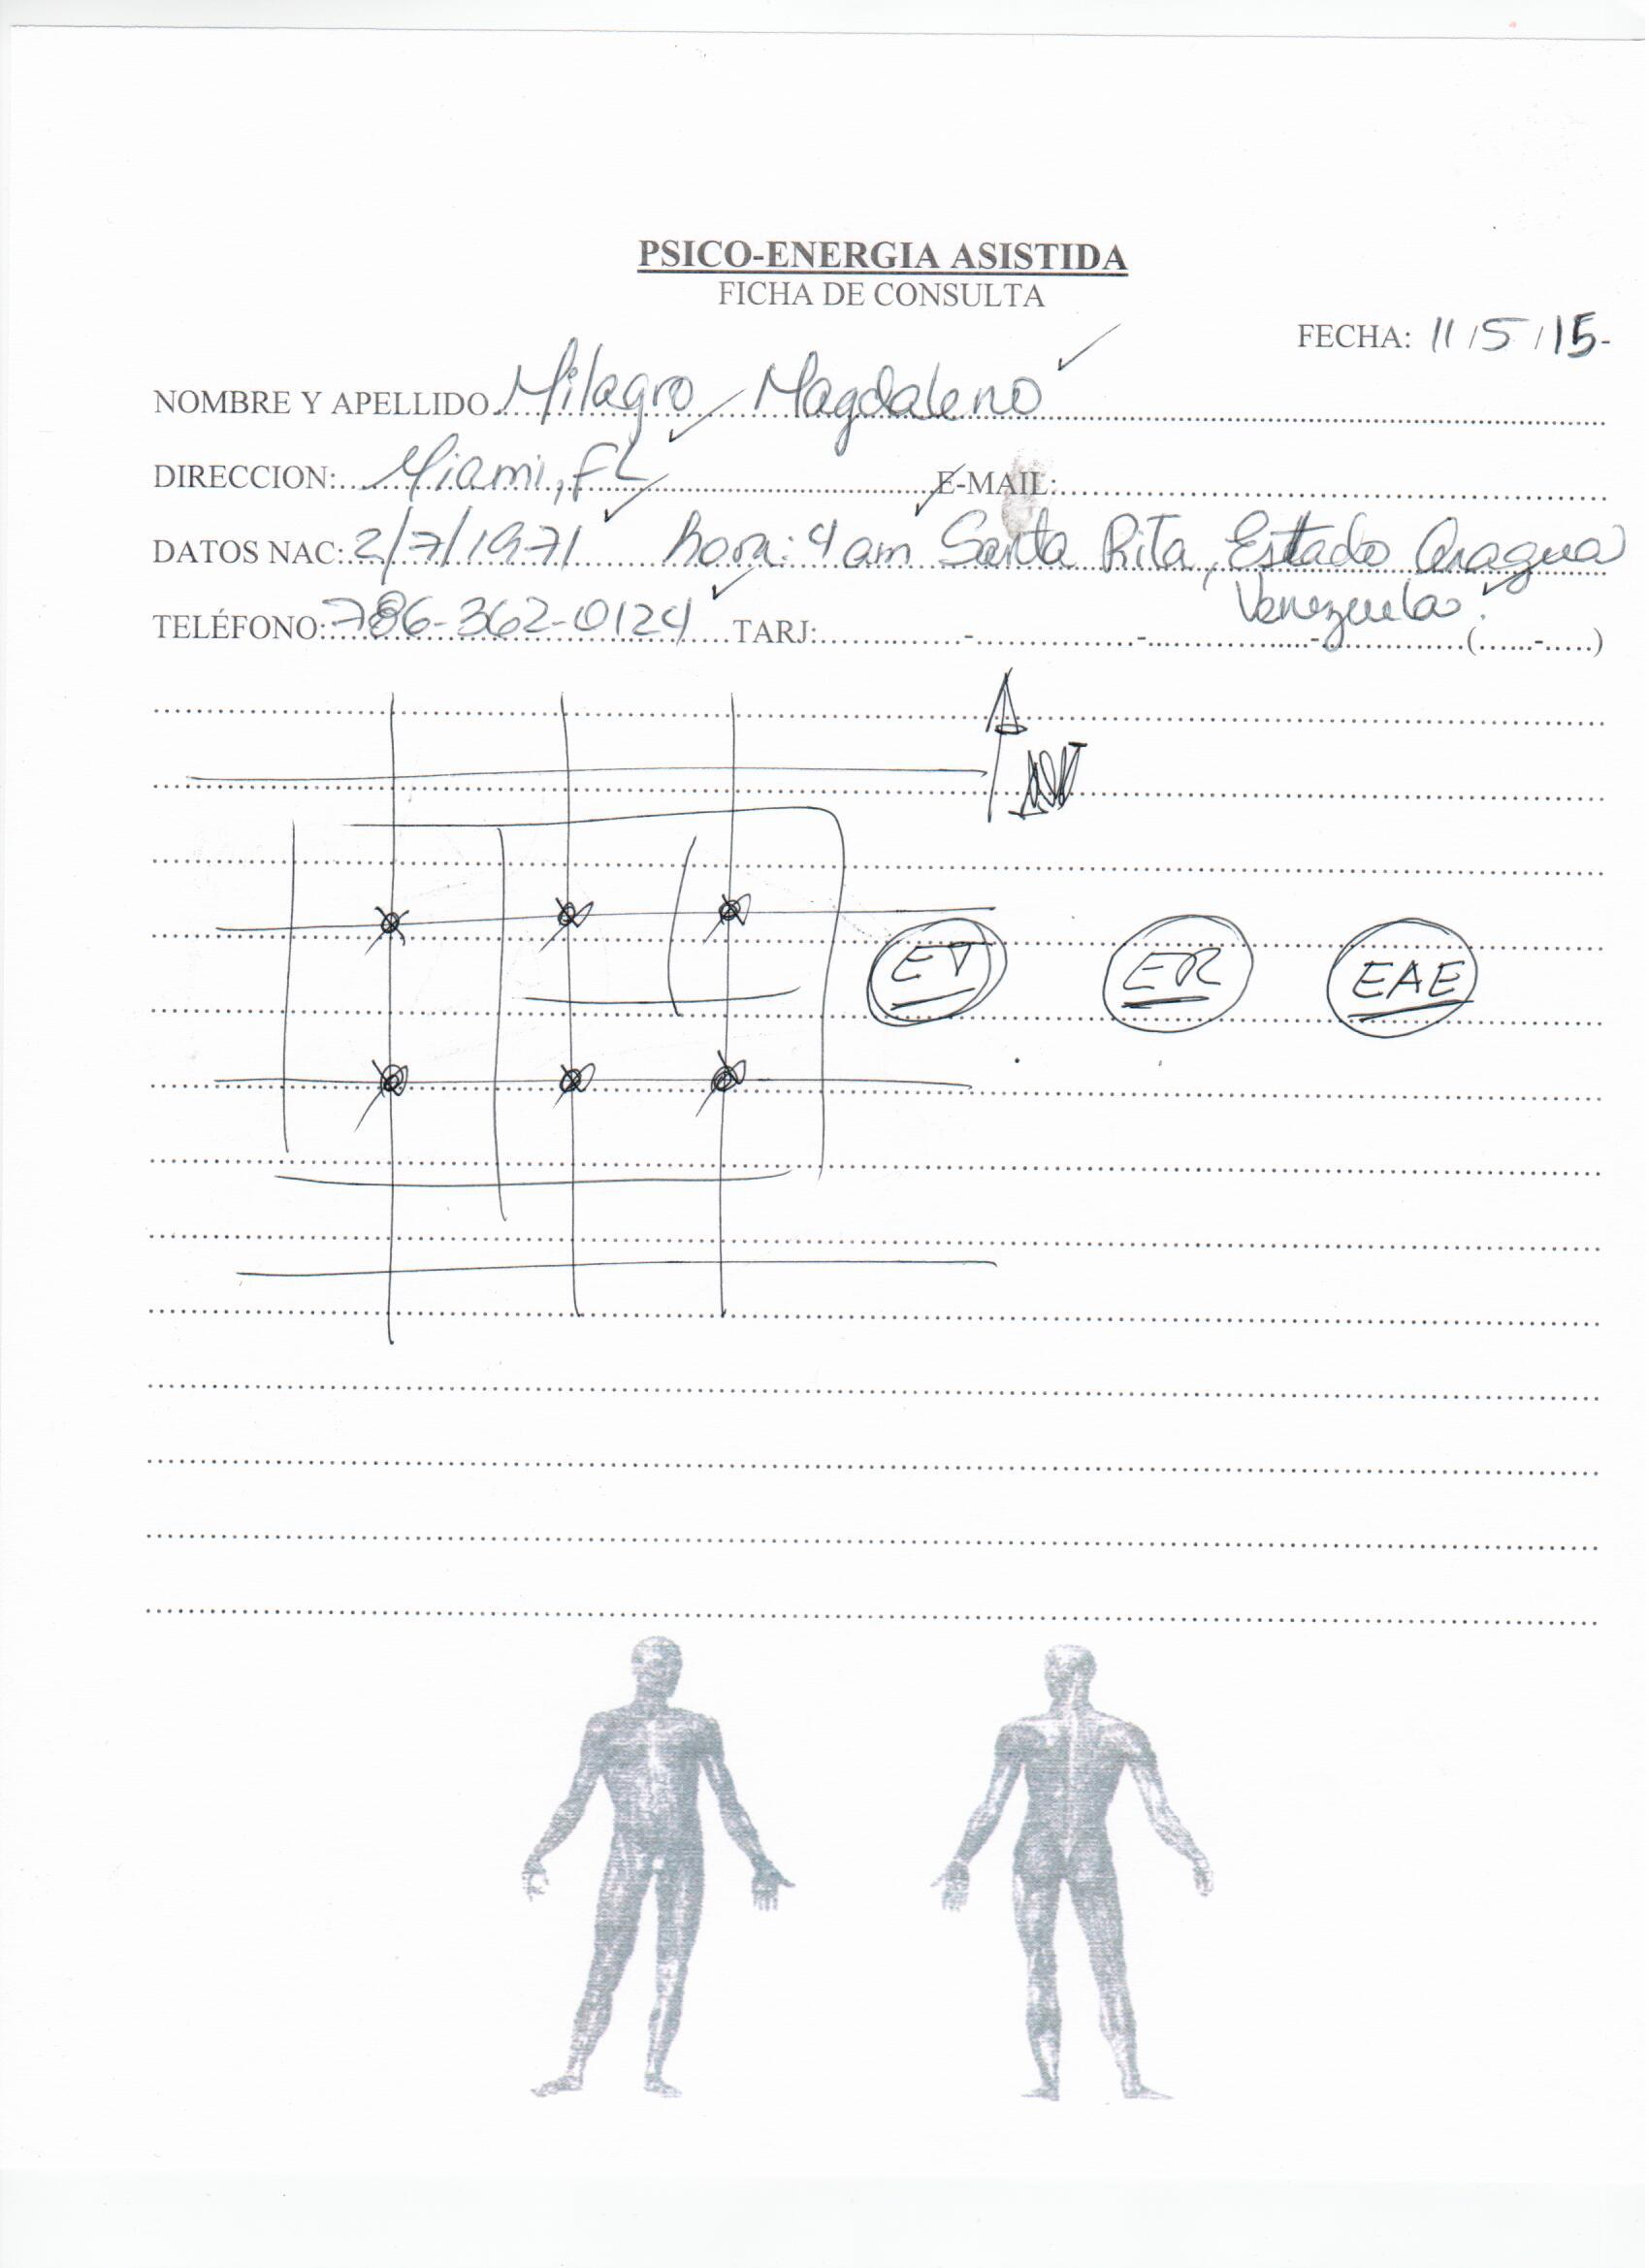 PSICO-ENERGIA ASISTIDA
FICHA DE CONSULTA
FECHA: 11/5/15-
NOMBRE Y APELLIDO Milagro Magdaleno
DIRECCION: Miami, FL E-MAIL:
DATOS NAC: 2/7/1971 hora: 4 am Santa Rita, Estado Aragua
Venezuela.
TELÉFONO: 786-362-0124 TARJ: - - - ( - )
ET ER EAE